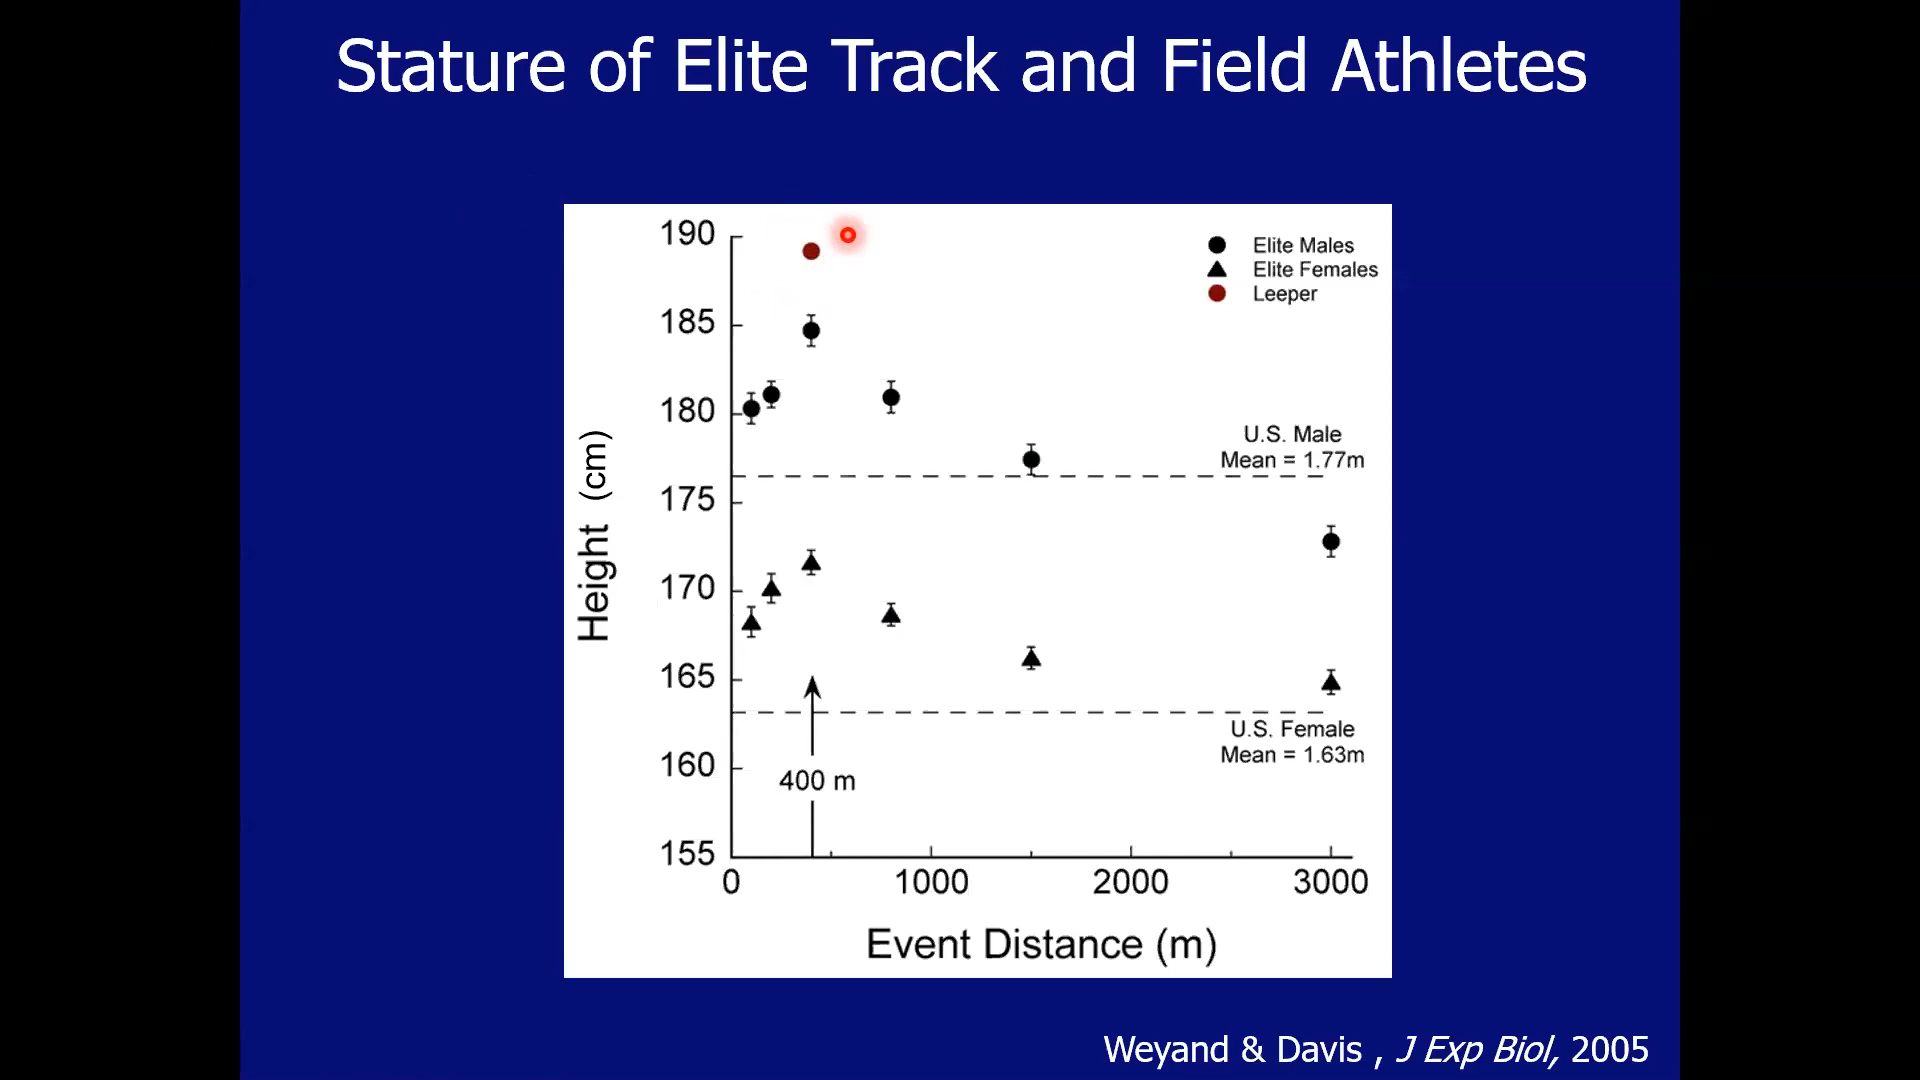 Stature of Elite Track and Field Athletes
190
185
180
175
170
165
160
155
Height (cm)
Elite Males
Elite Females
Leeper
U.S. Male
Mean = 1.77m
U.S. Female
Mean = 1.63m
400 m
0 1000 2000 3000
Event Distance (m)
Weyand & Davis , J Exp Biol, 2005